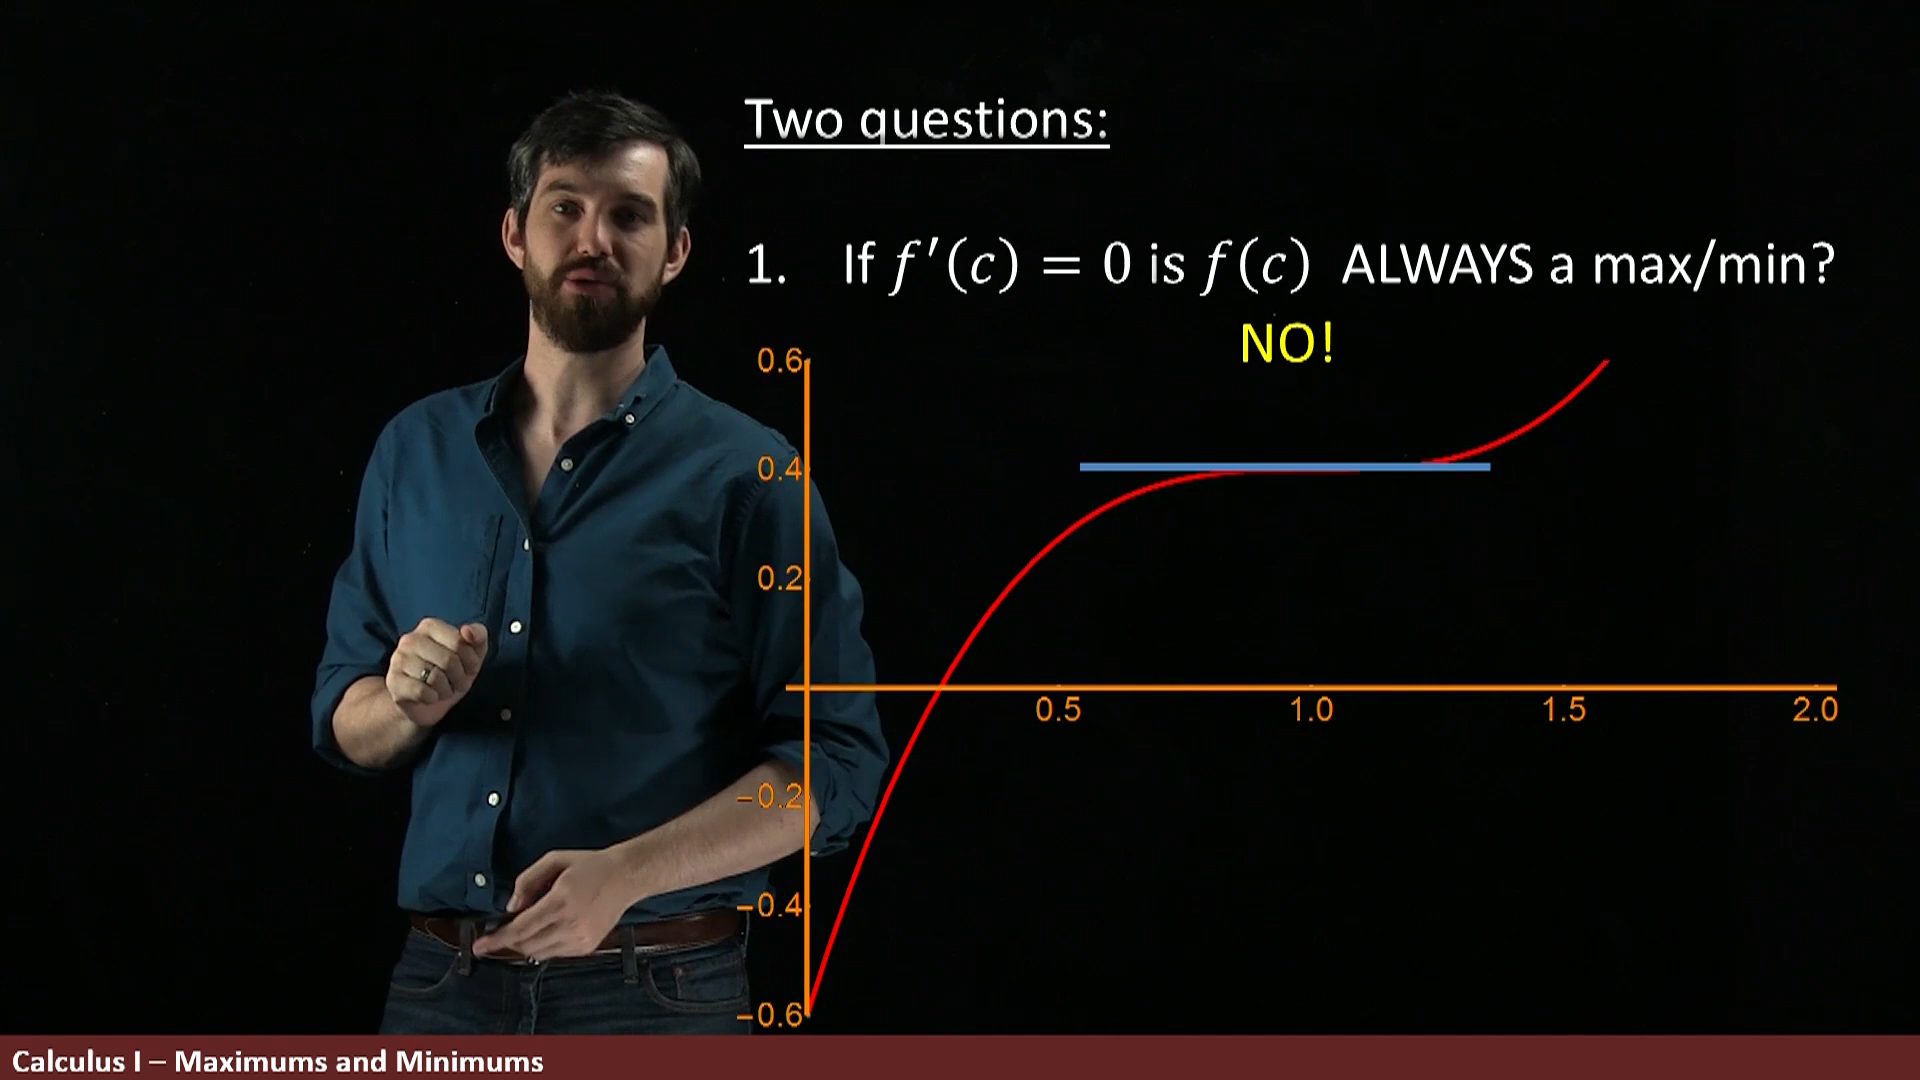 Two questions:
1. If f'(c) = 0 is f(c) ALWAYS a max/min?
NO!
0.6
0.4
0.2
0.5 1.0 1.5 2.0
−0.2
−0.4
−0.6
Calculus I – Maximums and Minimums